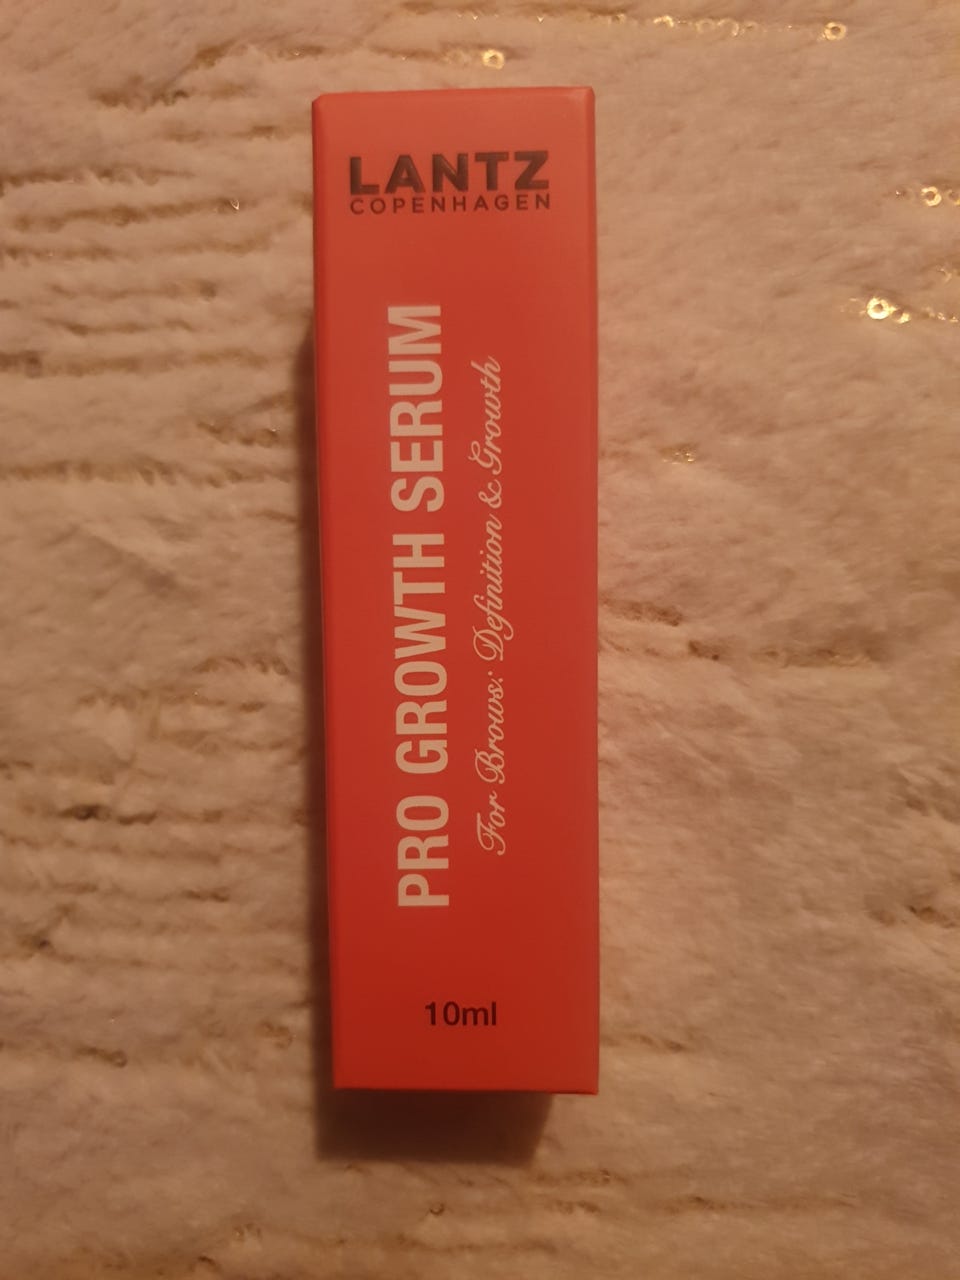 LANTZ
COPENHAGEN
PRO GROWTH SERUM
For Brows: Definition & Growth
10ml